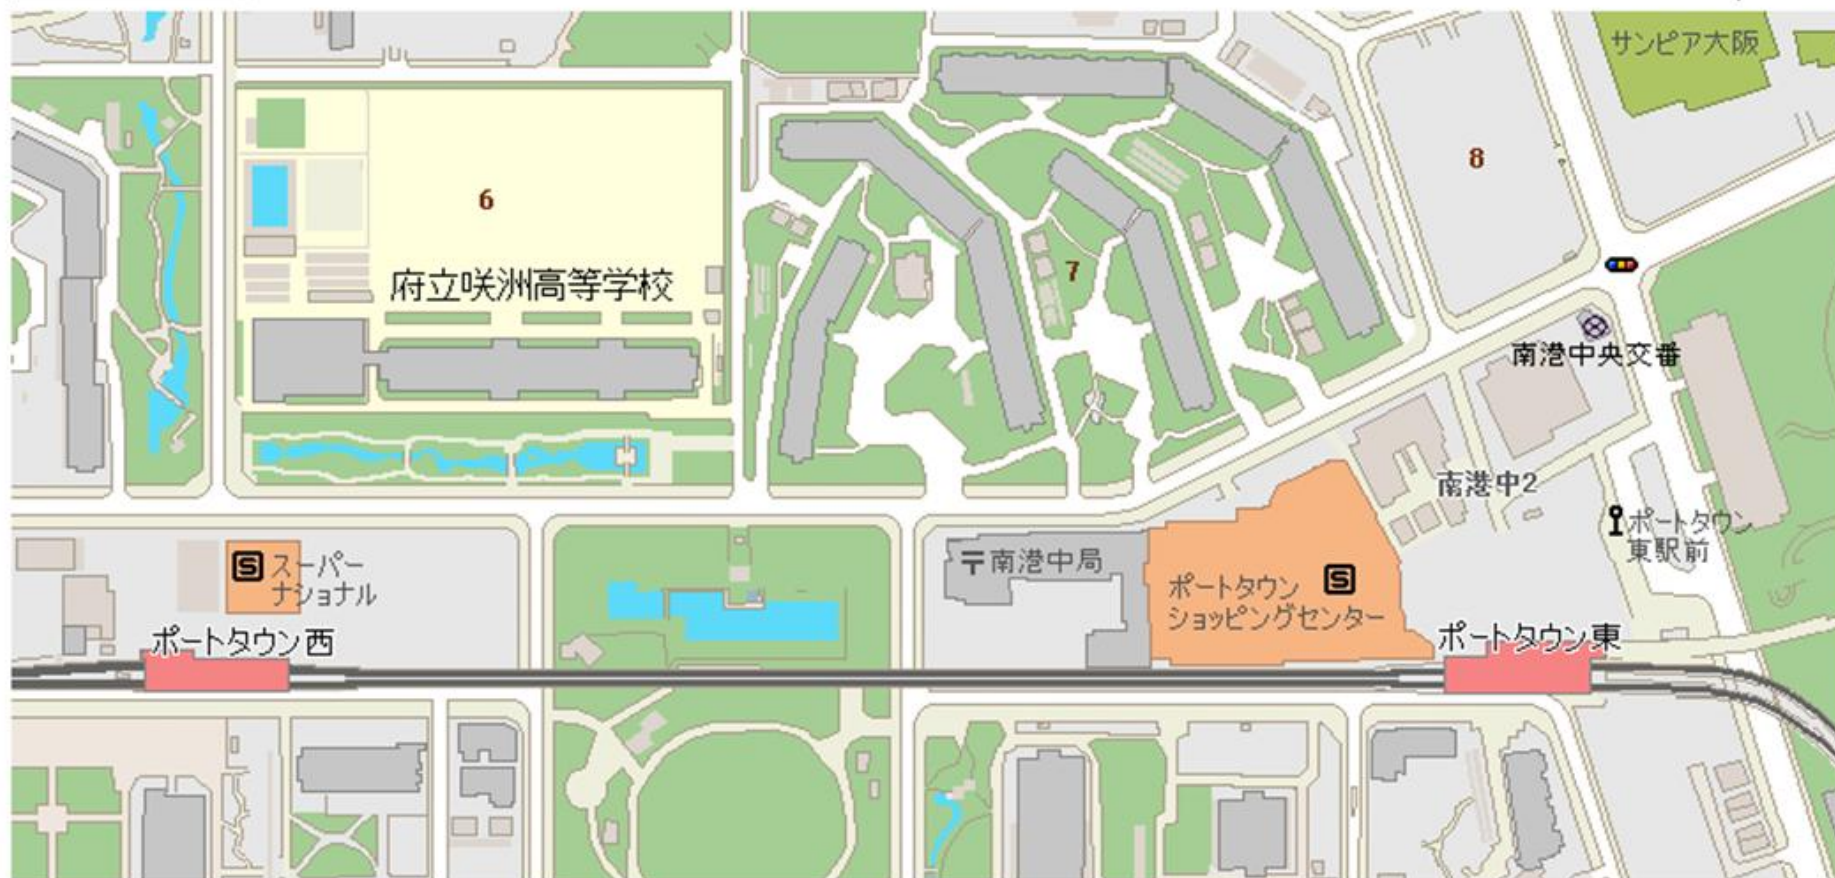 サンピア大阪
8
6
7
府立咲洲高等学校
南港中央交番
南港中2
ポートタウン
東駅前
S
スーパー
ナショナル
〒南港中局
S
ポートタウン
ショッピングセンター
ポートタウン西
ポートタウン東